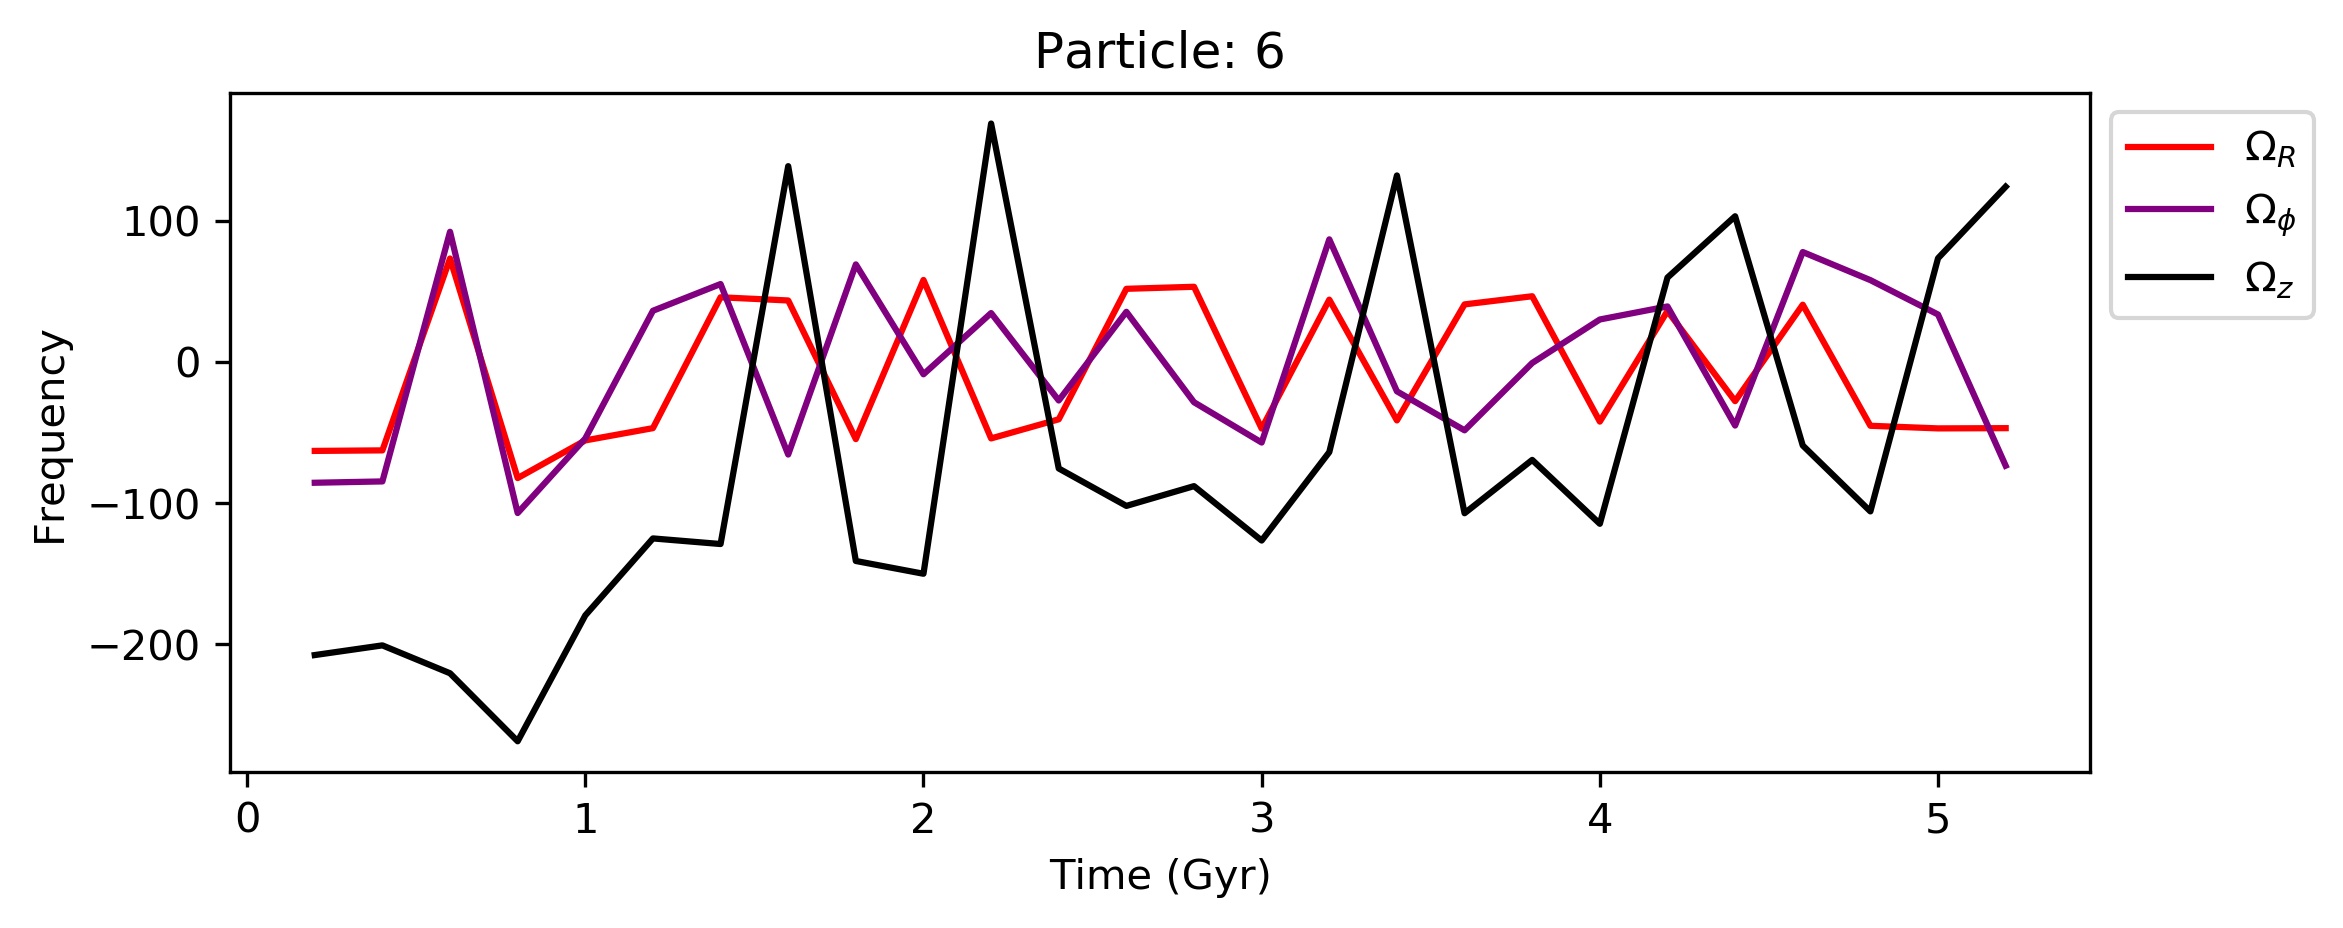 Particle: 6
Ω_R
Ω_ϕ
Ω_z
100
0
−100
−200
Frequency
0 1 2 3 4 5
Time (Gyr)